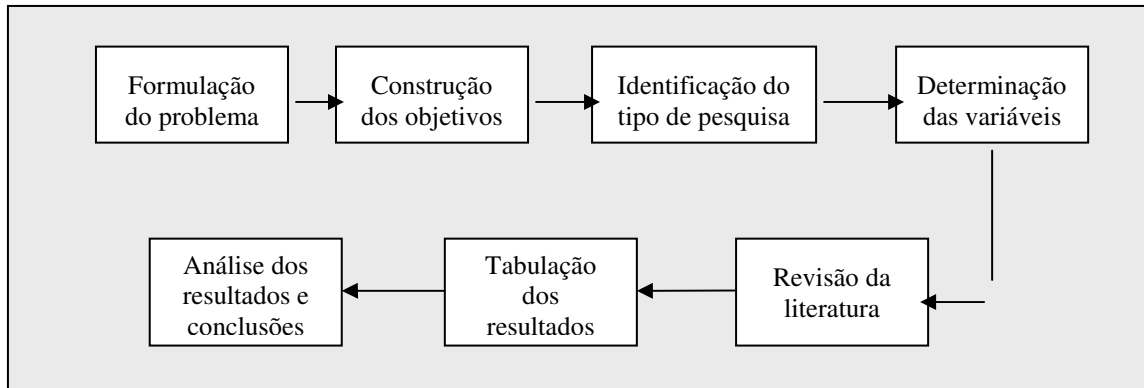 Formulação
do problema
Construção
dos objetivos
Identificação do
tipo de pesquisa
Determinação
das variáveis
Revisão da
literatura
Tabulação
dos
resultados
Análise dos
resultados e
conclusões